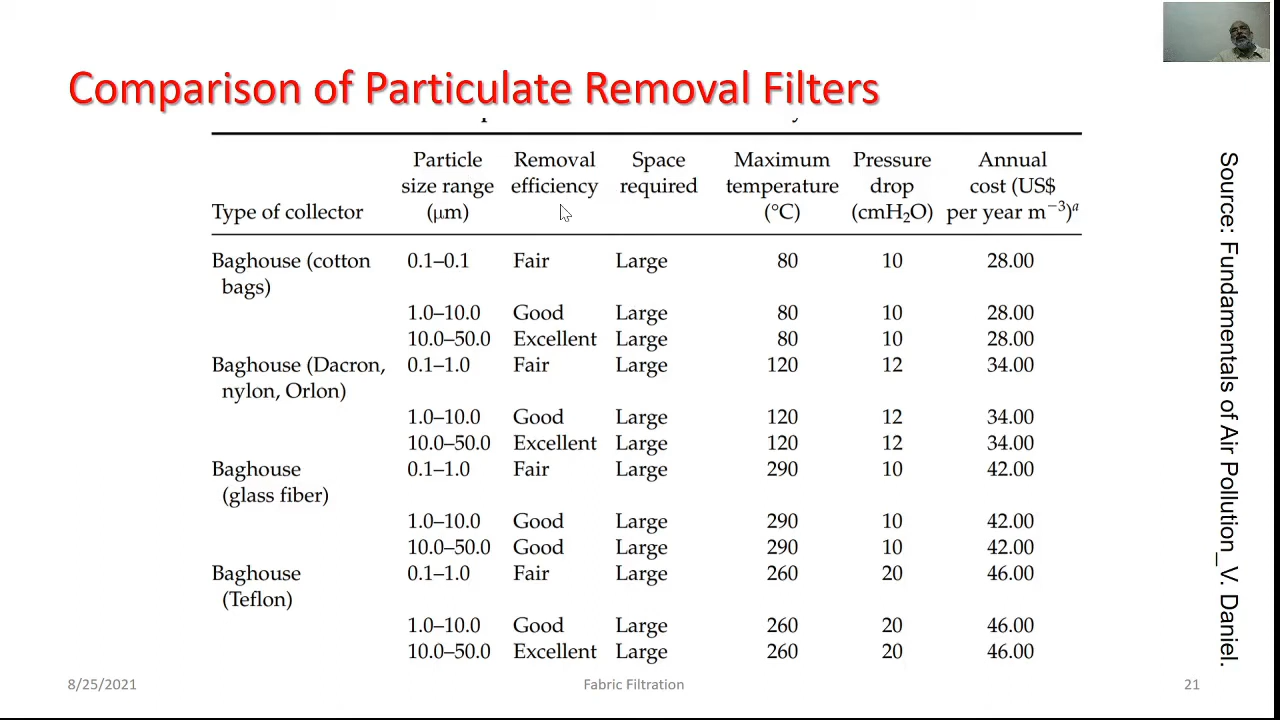 Comparison of Particulate Removal Filters
Type of collector Particle size range (μm) Removal efficiency Space required Maximum temperature (°C) Pressure drop (cmH₂O) Annual cost (US$ per year m⁻³)ᵃ
Baghouse (cotton bags) 0.1–0.1 Fair Large 80 10 28.00
1.0–10.0 Good Large 80 10 28.00
10.0–50.0 Excellent Large 80 10 28.00
Baghouse (Dacron, nylon, Orlon) 0.1–1.0 Fair Large 120 12 34.00
1.0–10.0 Good Large 120 12 34.00
10.0–50.0 Excellent Large 120 12 34.00
Baghouse (glass fiber) 0.1–1.0 Fair Large 290 10 42.00
1.0–10.0 Good Large 290 10 42.00
10.0–50.0 Good Large 290 10 42.00
Baghouse (Teflon) 0.1–1.0 Fair Large 260 20 46.00
1.0–10.0 Good Large 260 20 46.00
10.0–50.0 Excellent Large 260 20 46.00
Source: Fundamentals of Air Pollution_V. Daniel.
8/25/2021 Fabric Filtration 21